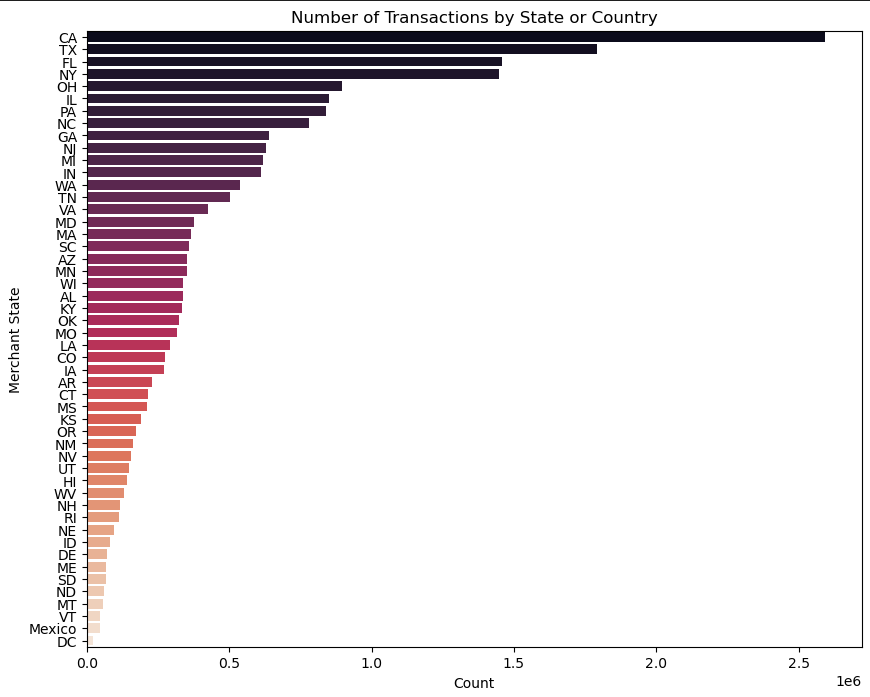 Number of Transactions by State or Country
CA
TX
FL
NY
OH
IL
PA
NC
GA
NJ
MI
IN
WA
TN
VA
MD
MA
SC
AZ
MN
WI
AL
KY
OK
MO
LA
CO
IA
AR
CT
MS
KS
OR
NM
NV
UT
HI
WV
NH
RI
NE
ID
DE
ME
SD
ND
MT
VT
Mexico
DC
Merchant State
0.0 0.5 1.0 1.5 2.0 2.5
1e6
Count